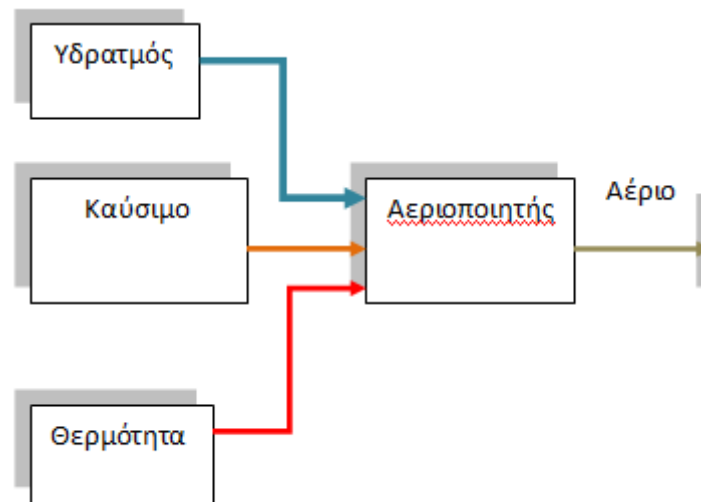 Υδρατμός
Καύσιμο
Αεριοποιητής
Αέριο
Θερμότητα